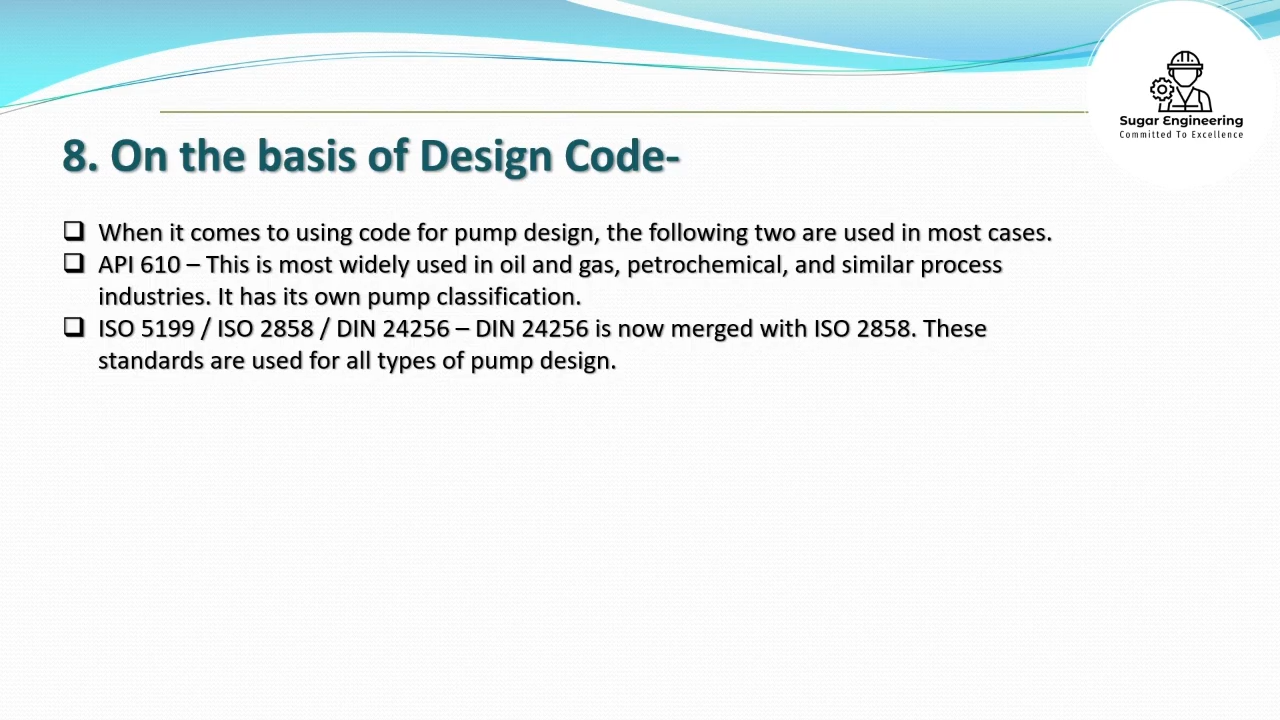 Sugar Engineering
Committed To Excellence
8. On the basis of Design Code-
❑ When it comes to using code for pump design, the following two are used in most cases.
❑ API 610 – This is most widely used in oil and gas, petrochemical, and similar process
industries. It has its own pump classification.
❑ ISO 5199 / ISO 2858 / DIN 24256 – DIN 24256 is now merged with ISO 2858. These
standards are used for all types of pump design.